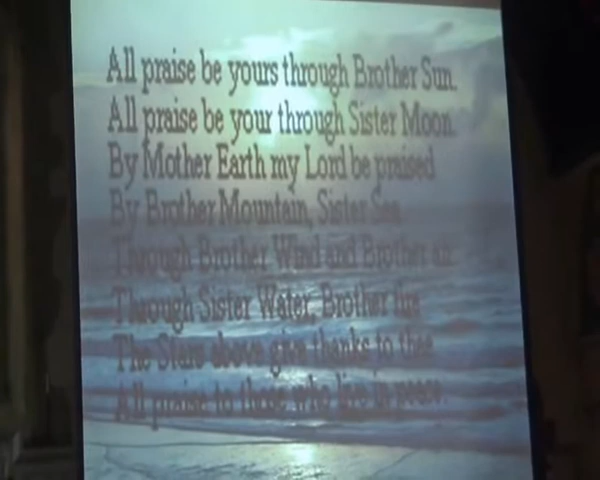 All praise be yours through Brother Sun.
All praise be your through Sister Moon.
By Mother Earth my Lord be praised
By Brother Mountain, Sister Sea
Through Brother Wind and Brother air
Through Sister Water, Brother fire
The Stars above give thanks to thee
All praise to those who live in peace